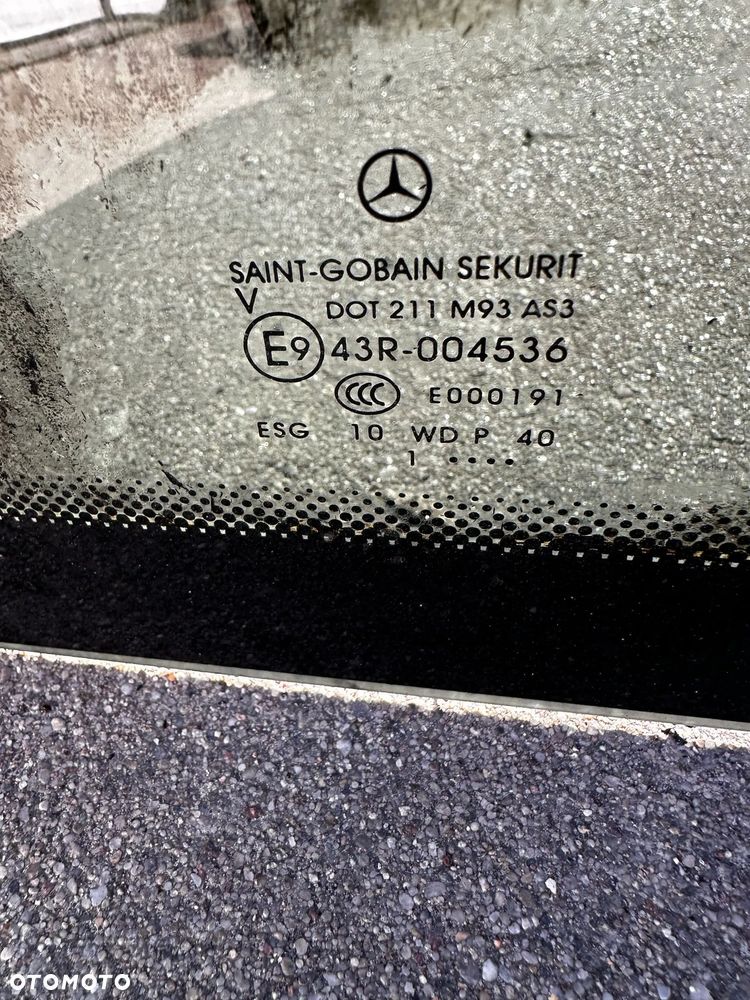 SAINT-GOBAIN SEKURIT
V DOT 211 M93 AS3
E9 43R-004536
CCC E000191
ESG 10 WD P 40
1 ••••
OTOMOTO